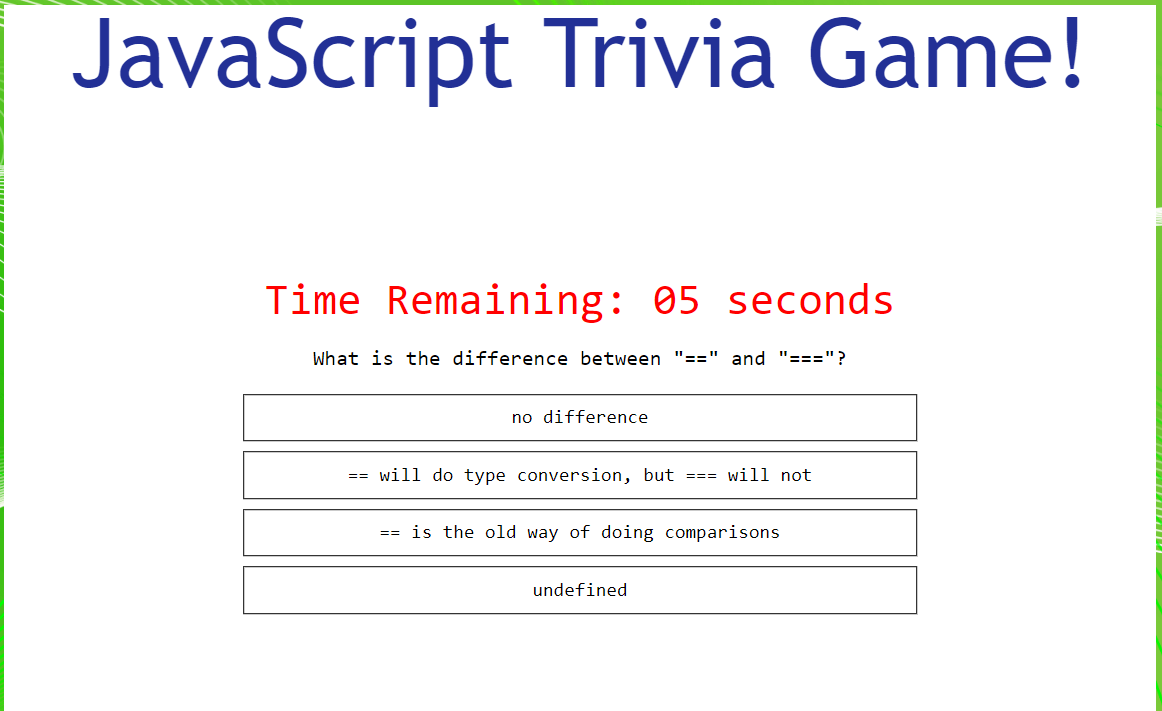 JavaScript Trivia Game!
Time Remaining: 05 seconds
What is the difference between "==" and "==="?
no difference
== will do type conversion, but === will not
== is the old way of doing comparisons
undefined